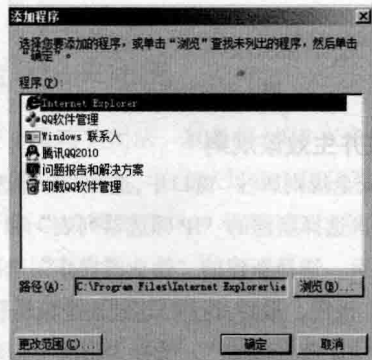 添加程序
选择您要添加的程序，或单击“浏览”查找未列出的程序，然后单击
“确定”。
程序(P):
Internet Explorer
QQ软件管理
Windows 联系人
腾讯QQ2010
问题报告和解决方案
卸载QQ软件管理
路径(A): C:\Program Files\Internet Explorer\ie 浏览(B)...
更改范围(C)... 确定 取消